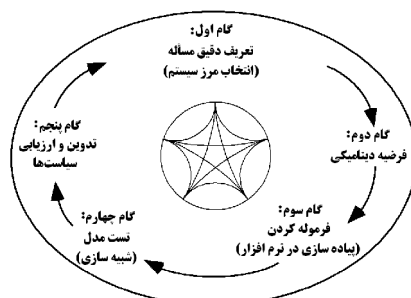 گام اول:
تعریف دقیق مسأله
(انتخاب مرز سیستم)
گام دوم:
فرضیه دینامیکی
گام سوم:
فرموله کردن
(پیاده سازی در نرم افزار)
گام چهارم:
تست مدل
(شبیه سازی)
گام پنجم:
تدوین و ارزیابی
سیاست‌ها